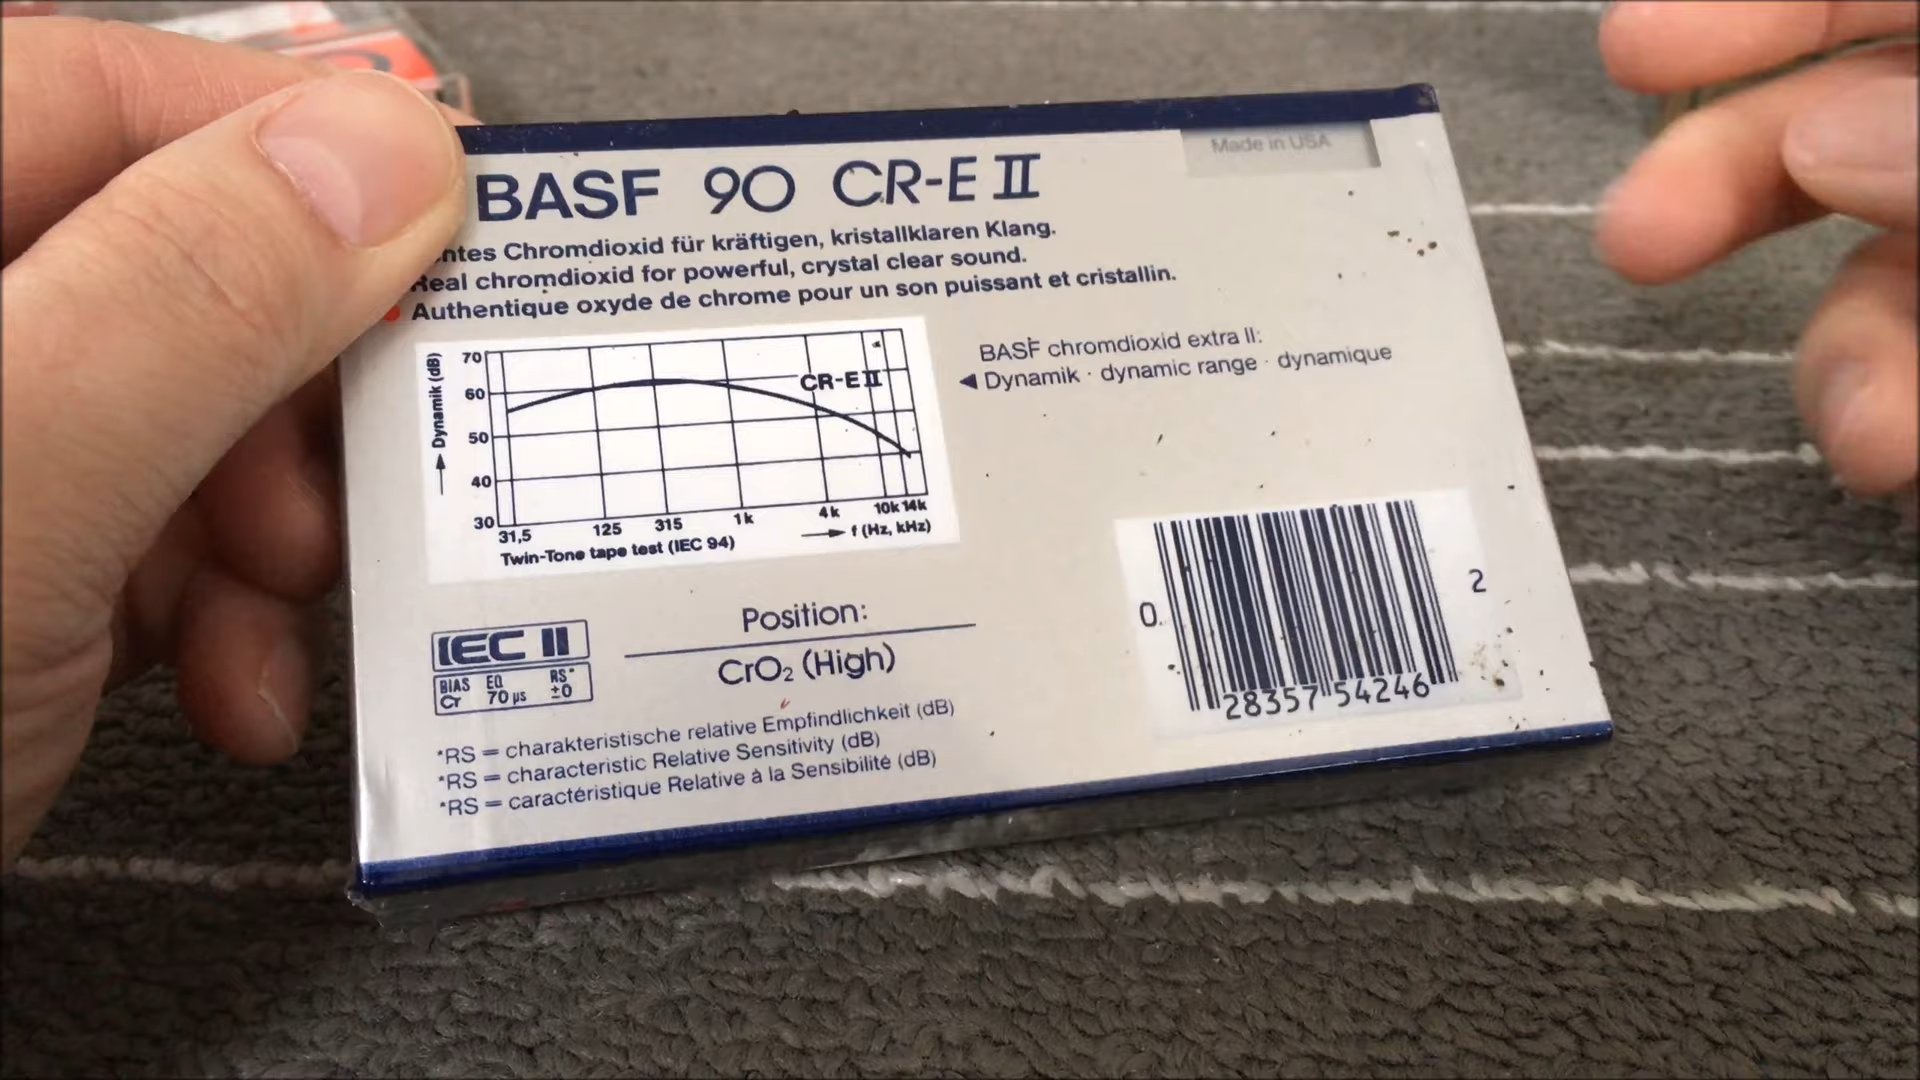 Made in USA
BASF 90 CR-E II
ntes Chromdioxid für kräftigen, kristallklaren Klang.
Real chromdioxid for powerful, crystal clear sound.
Authentique oxyde de chrome pour un son puissant et cristallin.
BASF chromdioxid extra II:
◄ Dynamik · dynamic range · dynamique
Dynamik (dB)
70
60
50
40
30
CR-E II
31,5 125 315 1k 4k 10k 14k
f (Hz, kHz)
Twin-Tone tape test (IEC 94)
IEC II
BIAS EQ RS*
Cr 70 µs ±0
Position:
CrO₂ (High)
*RS = charakteristische relative Empfindlichkeit (dB)
*RS = characteristic Relative Sensitivity (dB)
*RS = caractéristique Relative à la Sensibilité (dB)
0 28357 54246 2